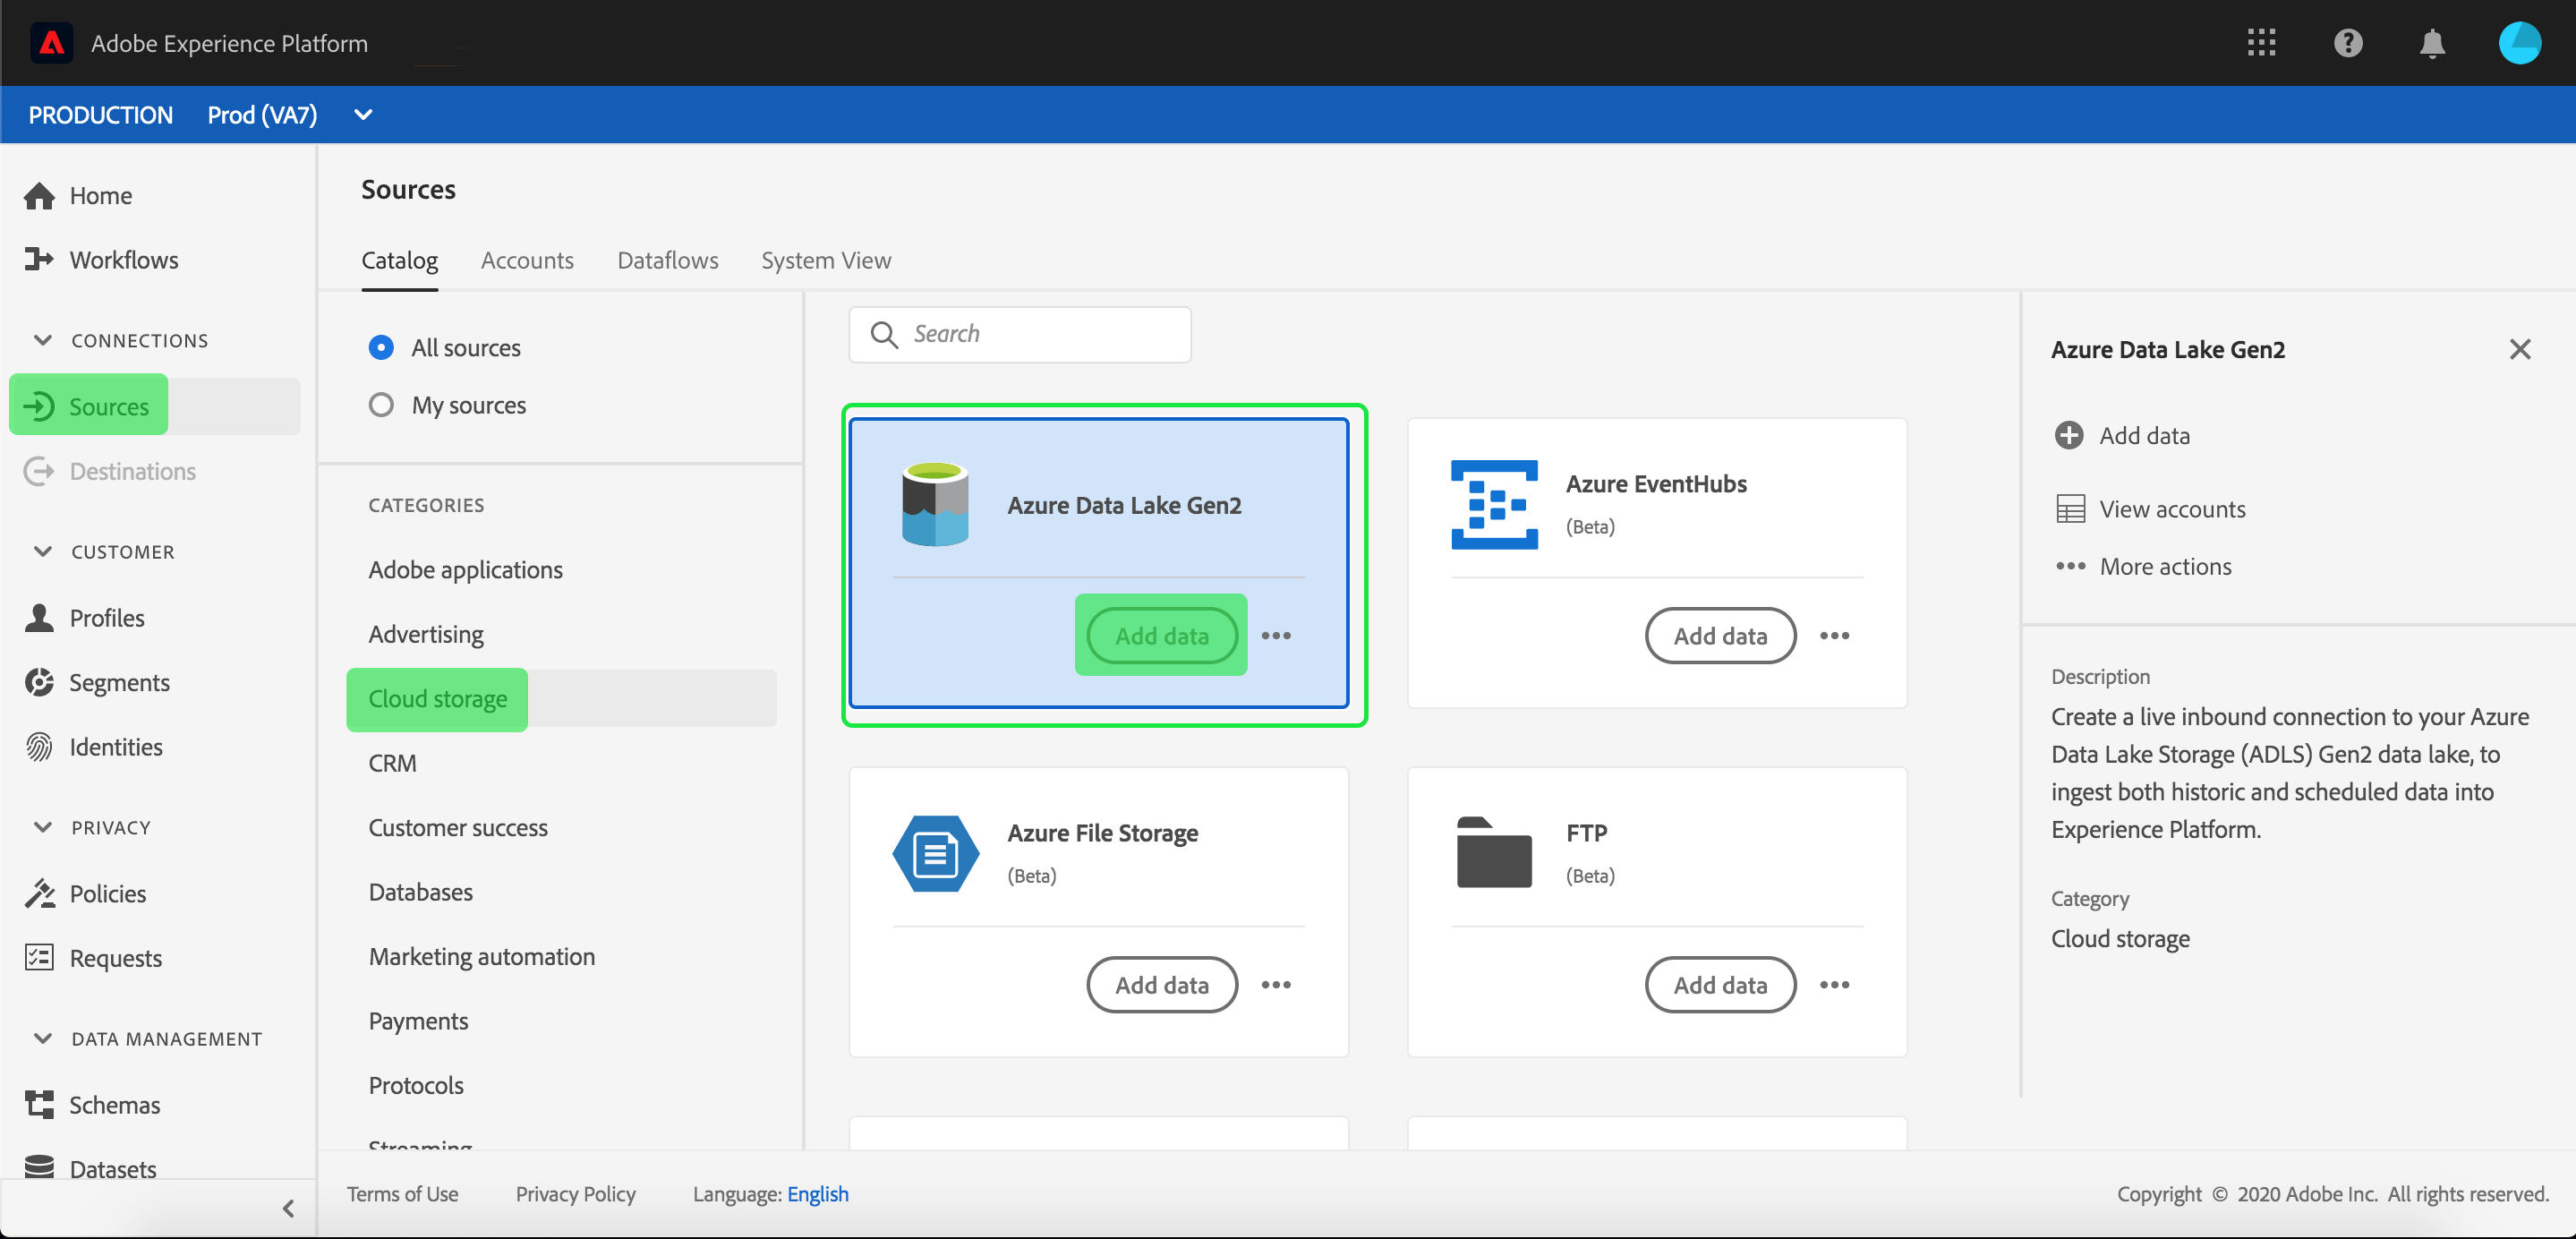 Adobe Experience Platform
PRODUCTION Prod (VA7)
Home
Workflows
CONNECTIONS
Sources
Destinations
CUSTOMER
Profiles
Segments
Identities
PRIVACY
Policies
Requests
DATA MANAGEMENT
Schemas
Datasets
Sources
Catalog Accounts Dataflows System View
All sources
My sources
CATEGORIES
Adobe applications
Advertising
Cloud storage
CRM
Customer success
Databases
Marketing automation
Payments
Protocols
Streaming
Search
Azure Data Lake Gen2
Add data
Azure EventHubs
(Beta)
Add data
Azure File Storage
(Beta)
Add data
FTP
(Beta)
Add data
Azure Data Lake Gen2
Add data
View accounts
More actions
Description
Create a live inbound connection to your Azure
Data Lake Storage (ADLS) Gen2 data lake, to
ingest both historic and scheduled data into
Experience Platform.
Category
Cloud storage
Terms of Use Privacy Policy Language: English
Copyright © 2020 Adobe Inc. All rights reserved.